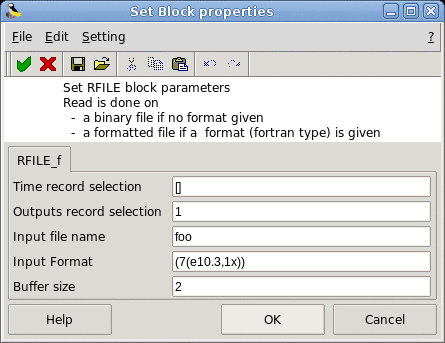 Set Block properties
File Edit Setting ?
Set RFILE block parameters
Read is done on
- a binary file if no format given
- a formatted file if a format (fortran type) is given
RFILE_f
Time record selection []
Outputs record selection 1
Input file name foo
Input Format (7(e10.3,1x))
Buffer size 2
Help OK Cancel